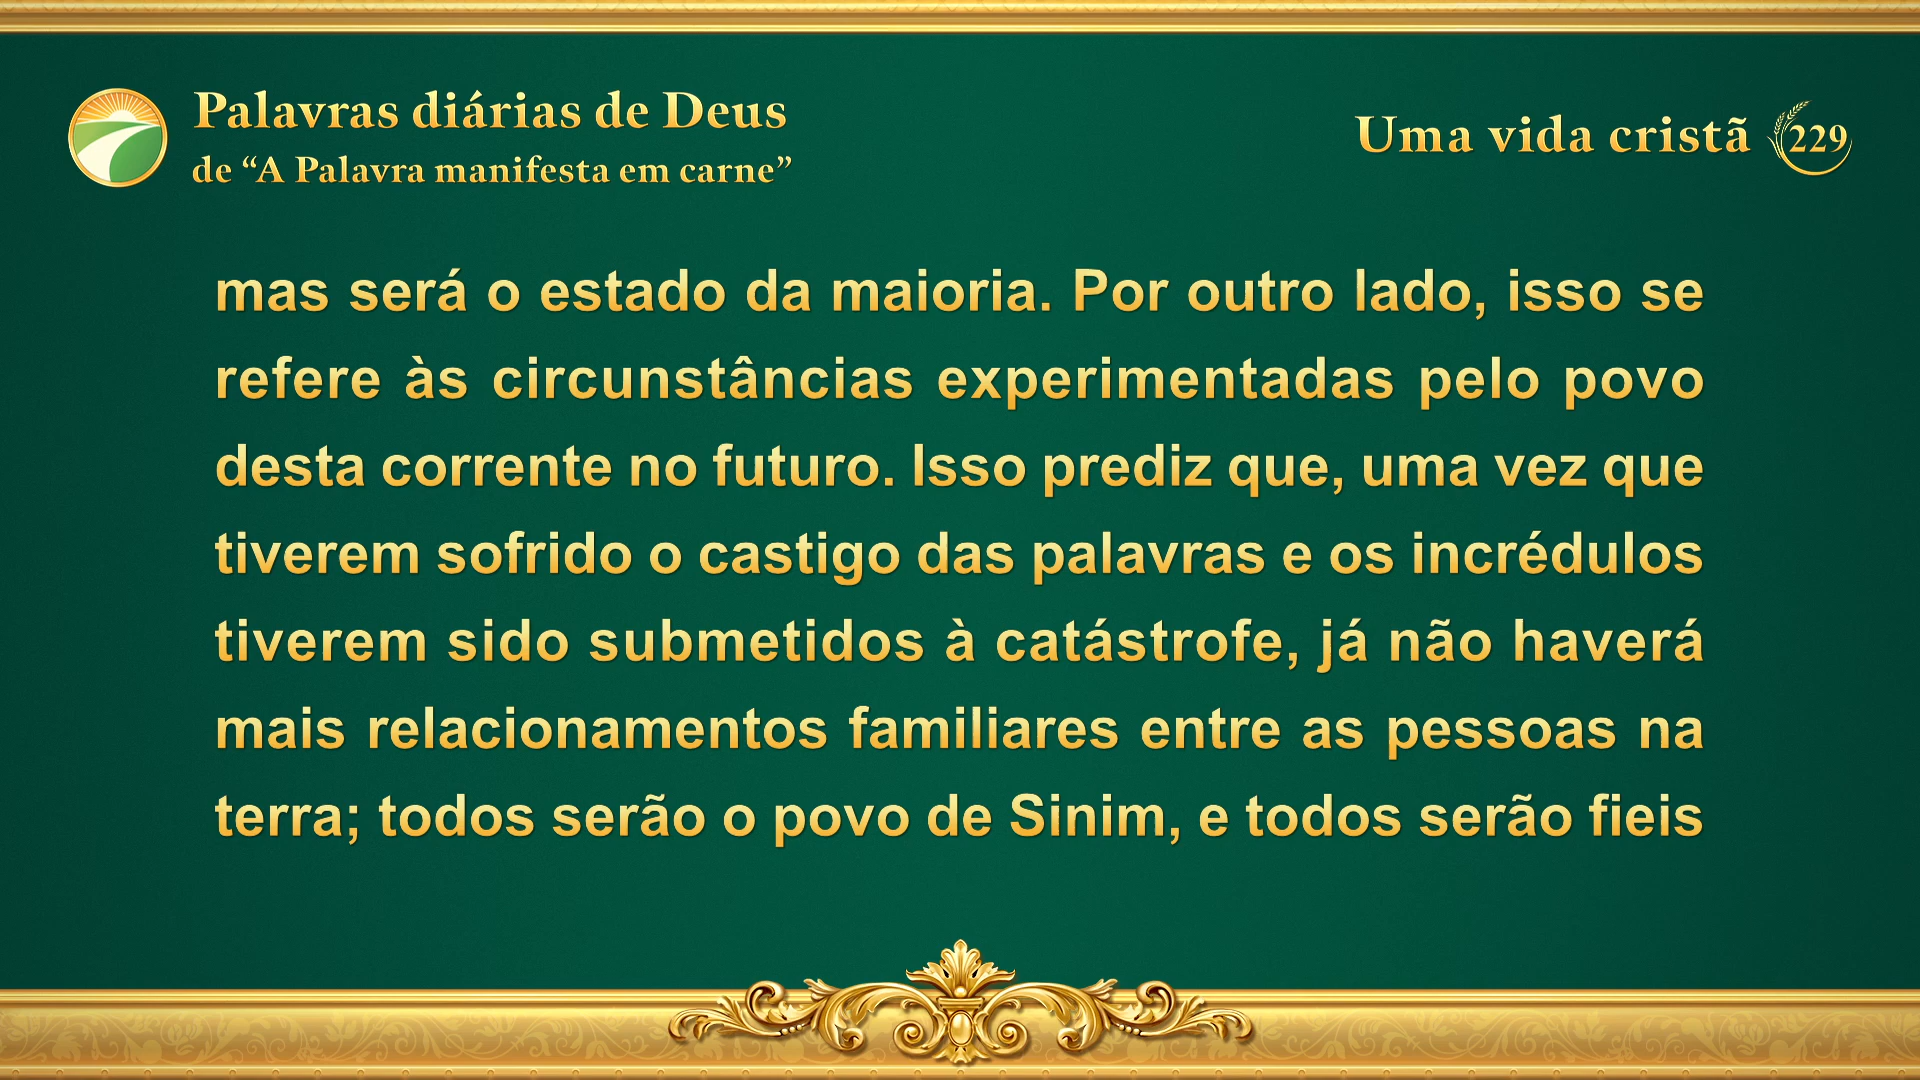 Palavras diárias de Deus
de “A Palavra manifesta em carne”
Uma vida cristã 229
mas será o estado da maioria. Por outro lado, isso se
refere às circunstâncias experimentadas pelo povo
desta corrente no futuro. Isso prediz que, uma vez que
tiverem sofrido o castigo das palavras e os incrédulos
tiverem sido submetidos à catástrofe, já não haverá
mais relacionamentos familiares entre as pessoas na
terra; todos serão o povo de Sinim, e todos serão fieis